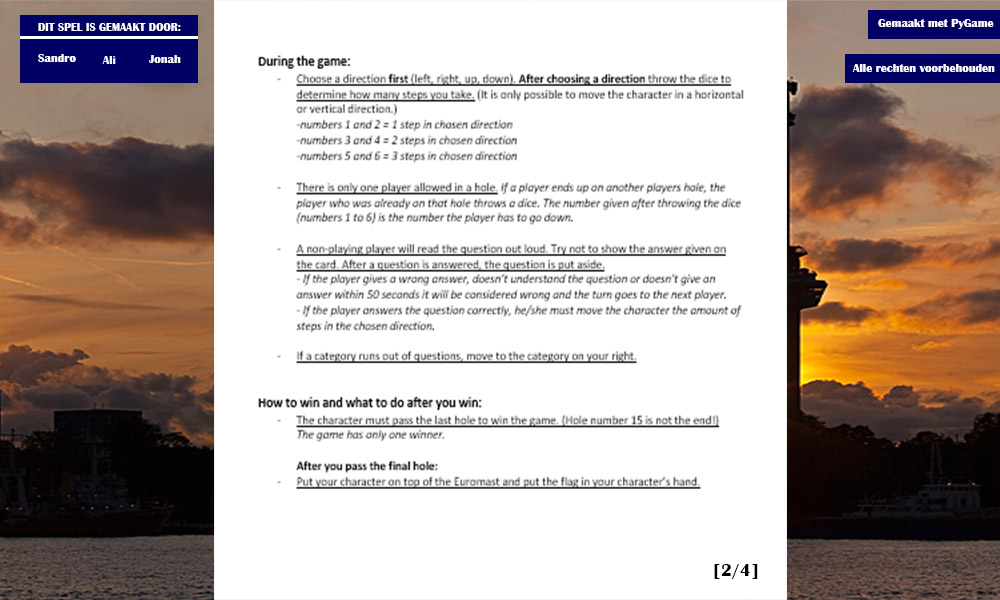 DIT SPEL IS GEMAAKT DOOR:
Sandro Ali Jonah
Gemaakt met PyGame
Alle rechten voorbehouden
During the game:
- Choose a direction first (left, right, up, down). After choosing a direction throw the dice to
determine how many steps you take. (It is only possible to move the character in a horizontal
or vertical direction.)
-numbers 1 and 2 = 1 step in chosen direction
-numbers 3 and 4 = 2 steps in chosen direction
-numbers 5 and 6 = 3 steps in chosen direction
- There is only one player allowed in a hole. If a player ends up on another players hole, the
player who was already on that hole throws a dice. The number given after throwing the dice
(numbers 1 to 6) is the number the player has to go down.
- A non-playing player will read the question out loud. Try not to show the answer given on
the card. After a question is answered, the question is put aside.
- If the player gives a wrong answer, doesn't understand the question or doesn't give an
answer within 50 seconds it will be considered wrong and the turn goes to the next player.
- If the player answers the question correctly, he/she must move the character the amount of
steps in the chosen direction.
- If a category runs out of questions, move to the category on your right.
How to win and what to do after you win:
- The character must pass the last hole to win the game. (Hole number 15 is not the end!)
The game has only one winner.
After you pass the final hole:
- Put your character on top of the Euromast and put the flag in your character's hand.
[2/4]